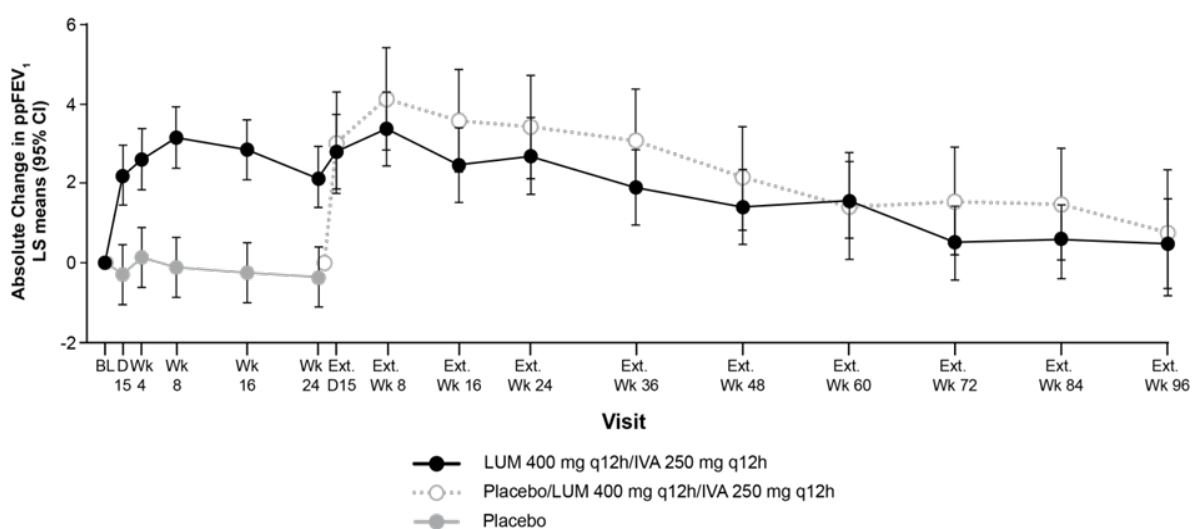 Absolute Change in ppFEV₁
LS means (95% CI)
6
4
2
0
-2
BL D Wk Wk Wk Wk Ext. Ext. Ext. Ext. Ext. Ext. Ext. Ext. Ext. Ext.
15 4 8 16 24 D15 Wk 8 Wk 16 Wk 24 Wk 36 Wk 48 Wk 60 Wk 72 Wk 84 Wk 96
Visit
LUM 400 mg q12h/IVA 250 mg q12h
Placebo/LUM 400 mg q12h/IVA 250 mg q12h
Placebo